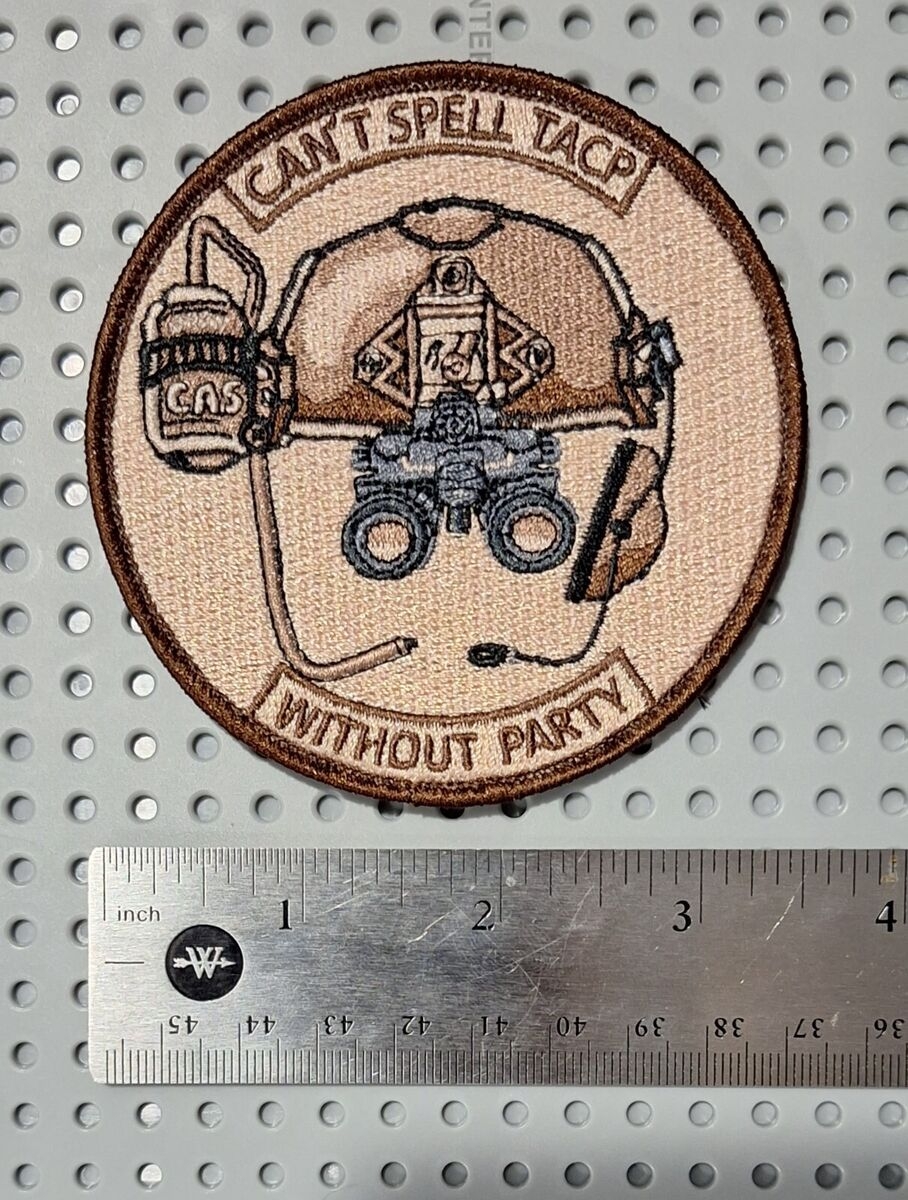 NTER
CAN'T SPELL TACP
CAS
WITHOUT PARTY
inch 1 2 3 4
W
45 44 43 42 41 40 39 38 37 36